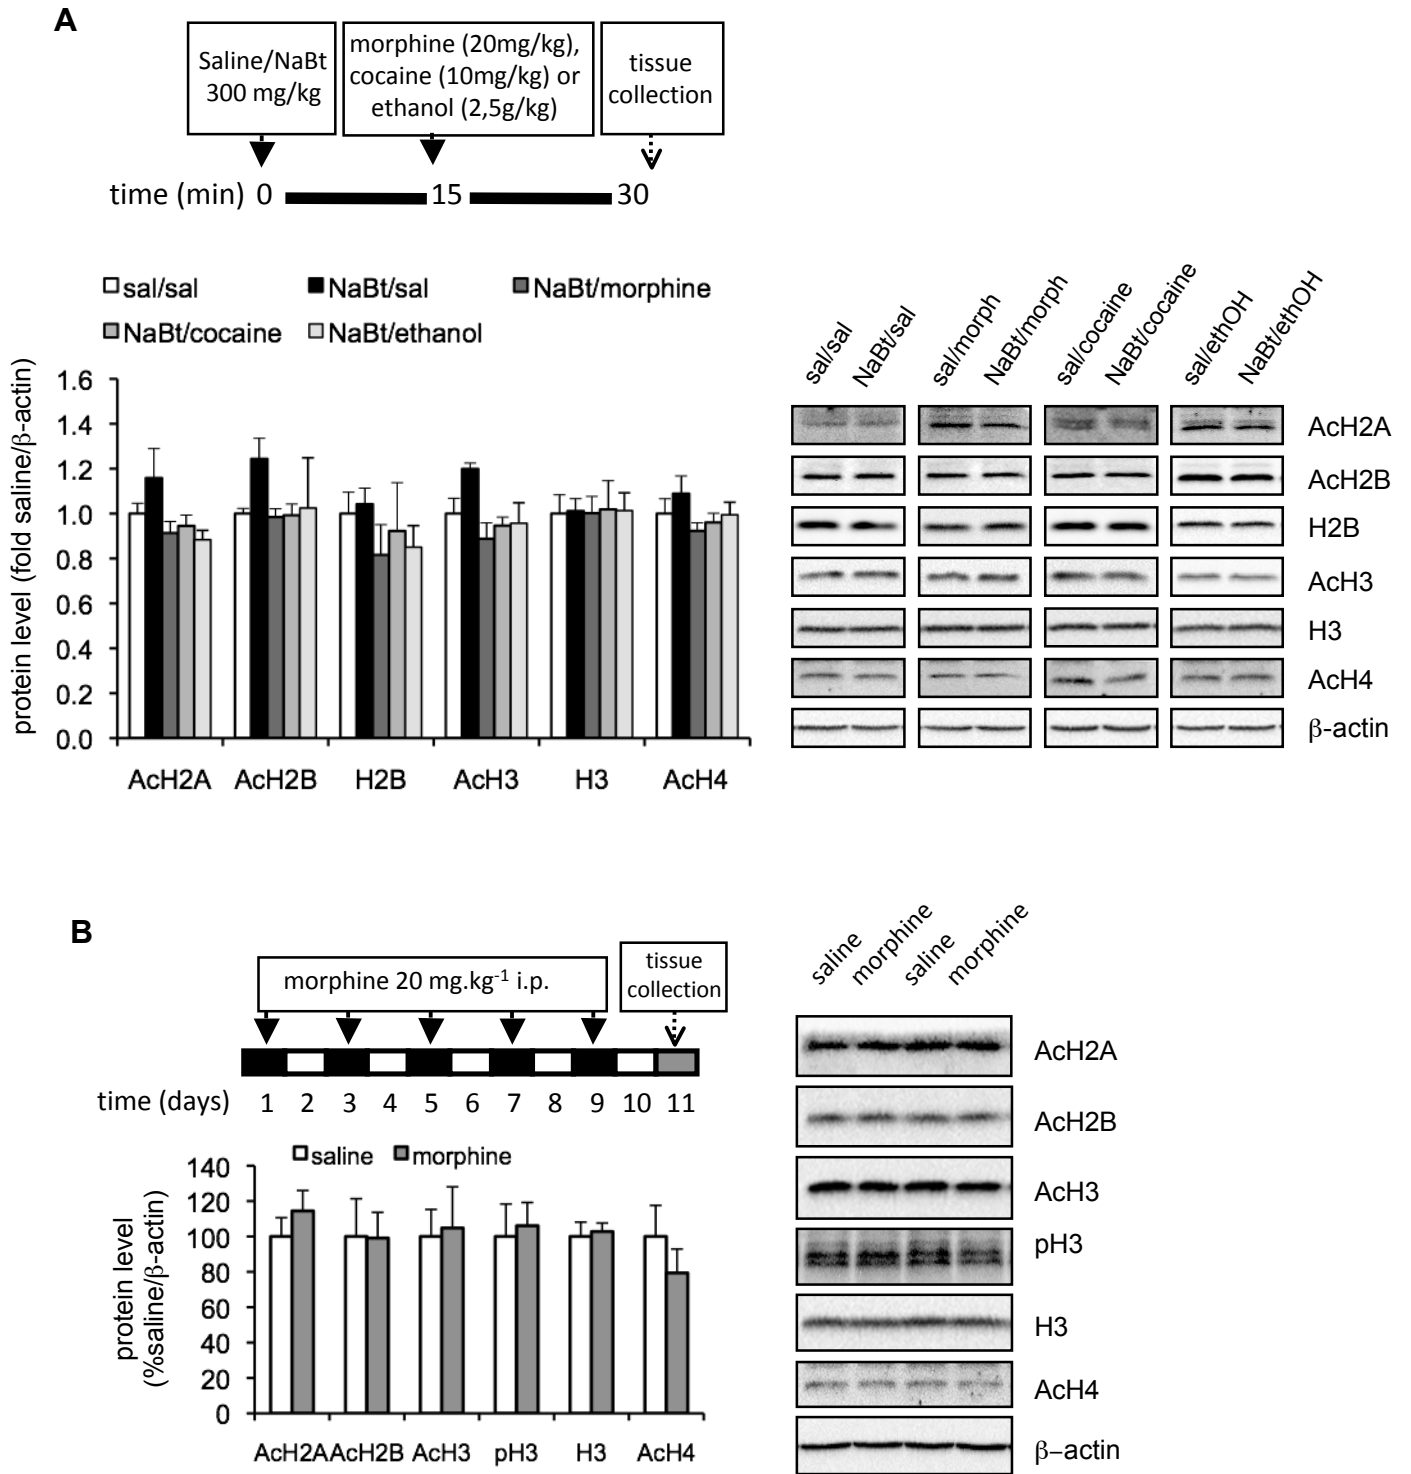 A
Saline/NaBt
300 mg/kg
morphine (20mg/kg),
cocaine (10mg/kg) or
ethanol (2,5g/kg)
tissue
collection
time (min) 0 15 30
sal/sal NaBt/sal NaBt/morphine
NaBt/cocaine NaBt/ethanol
protein level (fold saline/β-actin)
1.6
1.4
1.2
1.0
0.8
0.6
0.4
0.2
0.0
AcH2A AcH2B H2B AcH3 H3 AcH4
sal/sal NaBt/sal sal/morph NaBt/morph sal/cocaine NaBt/cocaine sal/ethOH NaBt/ethOH
AcH2A
AcH2B
H2B
AcH3
H3
AcH4
β-actin
B
morphine 20 mg.kg-1 i.p.
tissue
collection
time (days) 1 2 3 4 5 6 7 8 9 10 11
saline morphine
protein level
(%saline/β-actin)
140
120
100
80
60
40
20
0
AcH2A AcH2B AcH3 pH3 H3 AcH4
saline morphine saline morphine
AcH2A
AcH2B
AcH3
pH3
H3
AcH4
β–actin